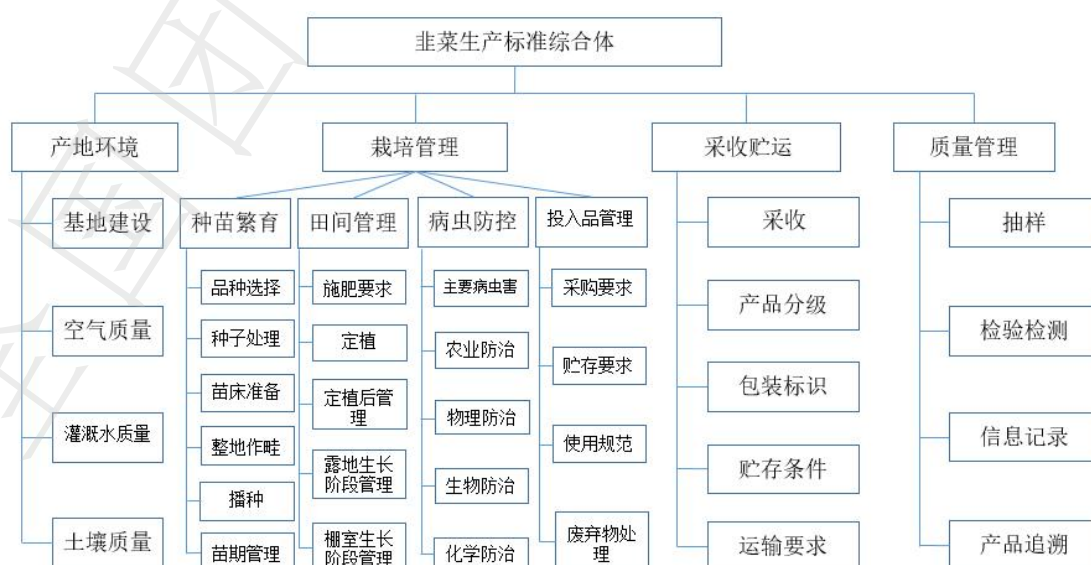 韭菜生产标准综合体
产地环境
栽培管理
采收贮运
质量管理
基地建设
空气质量
灌溉水质量
土壤质量
种苗繁育
品种选择
种子处理
苗床准备
整地作畦
播种
苗期管理
田间管理
施肥要求
定植
定植后管
理
露地生长
阶段管理
棚室生长
阶段管理
病虫防控
主要病虫害
农业防治
物理防治
生物防治
化学防治
投入品管理
采购要求
贮存要求
使用规范
废弃物处
理
采收
产品分级
包装标识
贮存条件
运输要求
抽样
检验检测
信息记录
产品追溯